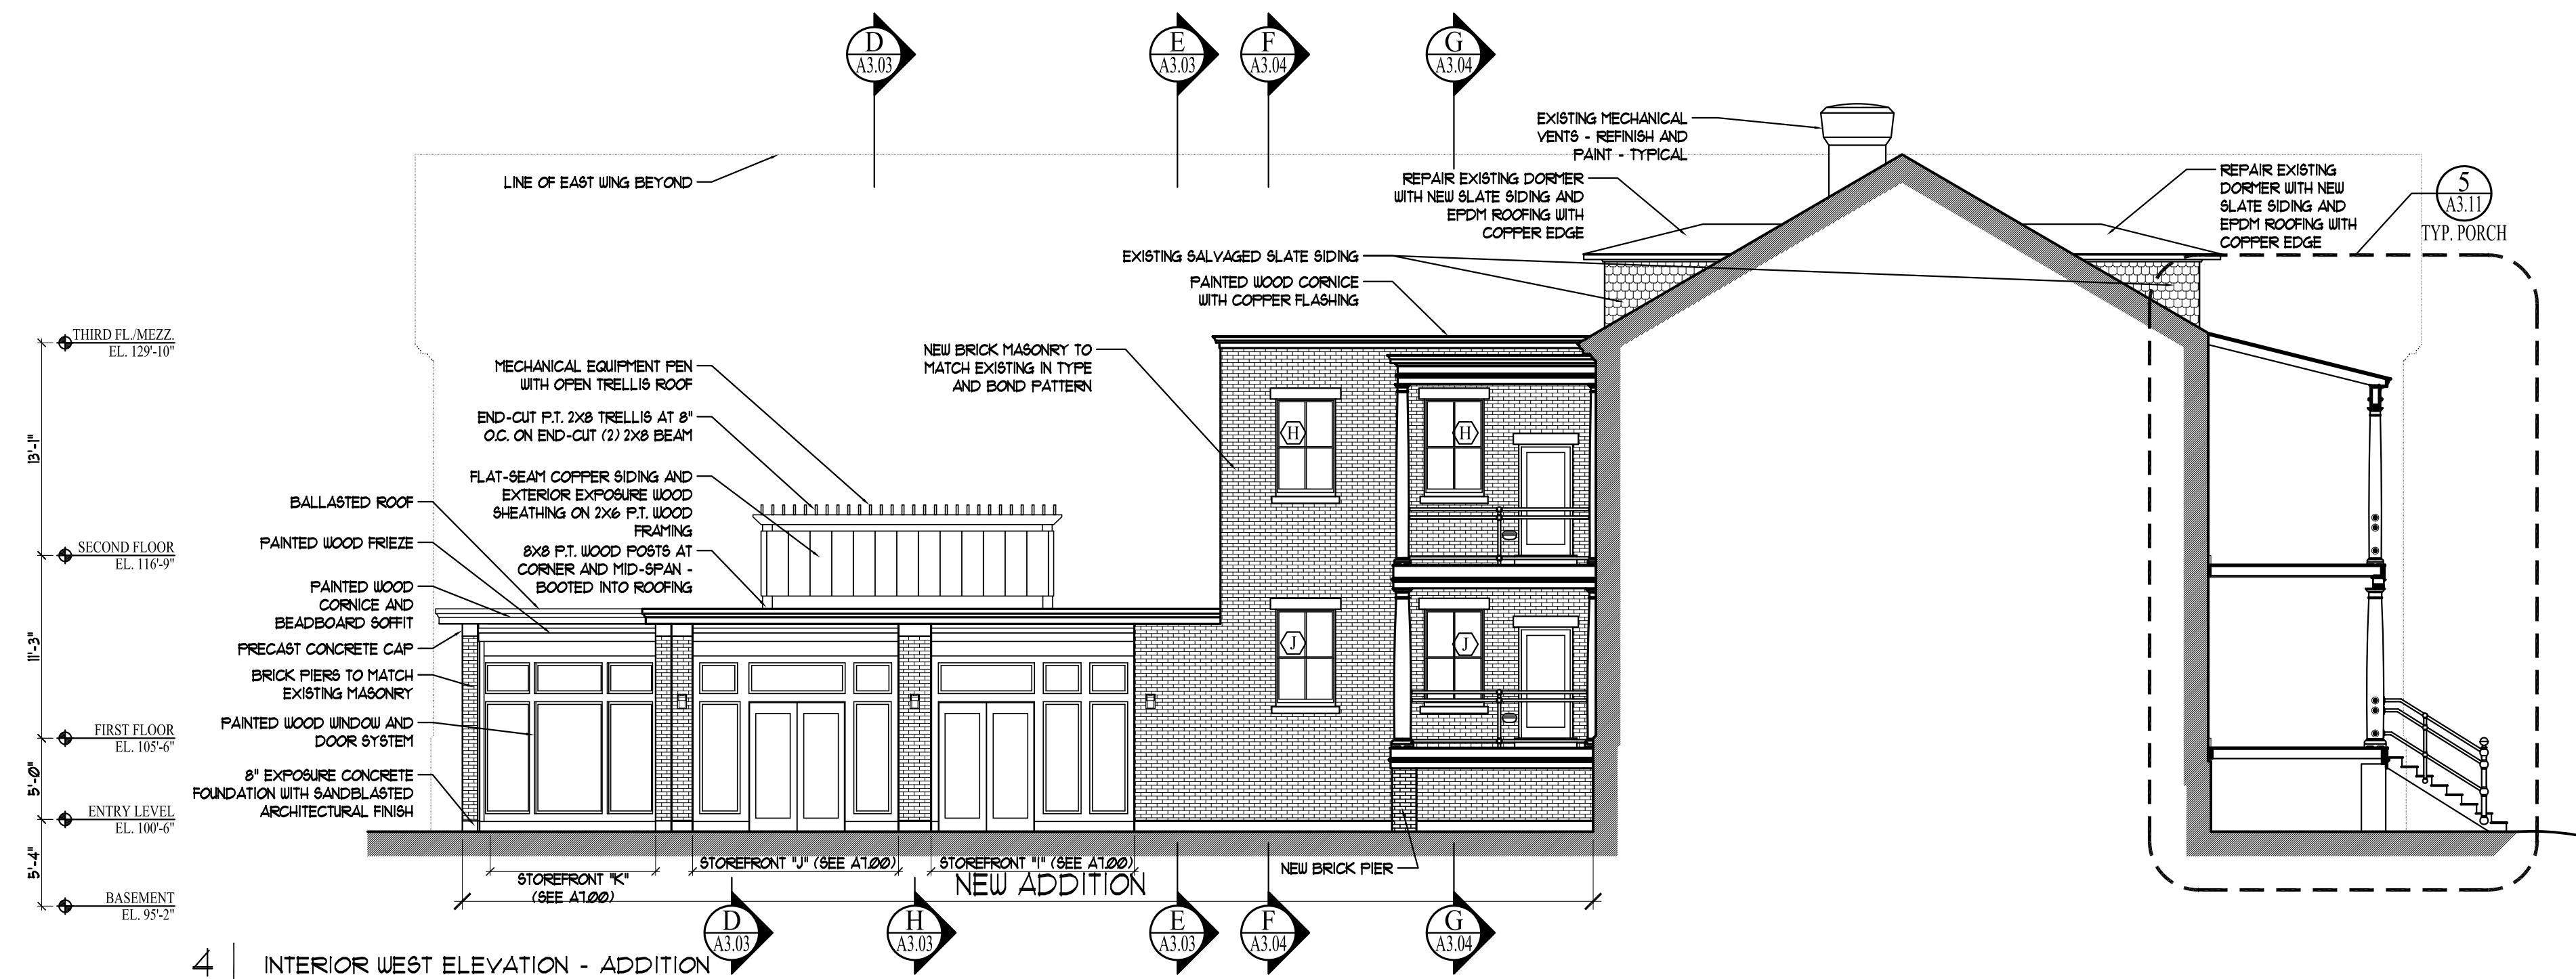 D
A3.03
E
A3.03
F
A3.04
G
A3.04
EXISTING MECHANICAL
VENTS - REFINISH AND
PAINT - TYPICAL
LINE OF EAST WING BEYOND
REPAIR EXISTING DORMER
WITH NEW SLATE SIDING AND
EPDM ROOFING WITH
COPPER EDGE
REPAIR EXISTING
DORMER WITH NEW
SLATE SIDING AND
EPDM ROOFING WITH
COPPER EDGE
5
A3.11
TYP. PORCH
EXISTING SALVAGED SLATE SIDING
PAINTED WOOD CORNICE
WITH COPPER FLASHING
NEW BRICK MASONRY TO
MATCH EXISTING IN TYPE
AND BOND PATTERN
THIRD FL./MEZZ.
EL. 129'-10"
13'-1"
SECOND FLOOR
EL. 116'-9"
11'-3"
FIRST FLOOR
EL. 105'-6"
5'-0"
ENTRY LEVEL
EL. 100'-6"
5'-4"
BASEMENT
EL. 95'-2"
MECHANICAL EQUIPMENT PEN
WITH OPEN TRELLIS ROOF
END-CUT P.T. 2X8 TRELLIS AT 8"
O.C. ON END-CUT (2) 2X8 BEAM
FLAT-SEAM COPPER SIDING AND
EXTERIOR EXPOSURE WOOD
SHEATHING ON 2X6 P.T. WOOD
FRAMING
8X8 P.T. WOOD POSTS AT
CORNER AND MID-SPAN -
BOOTED INTO ROOFING
BALLASTED ROOF
PAINTED WOOD FRIEZE
PAINTED WOOD
CORNICE AND
BEADBOARD SOFFIT
PRECAST CONCRETE CAP
BRICK PIERS TO MATCH
EXISTING MASONRY
PAINTED WOOD WINDOW AND
DOOR SYSTEM
8" EXPOSURE CONCRETE
FOUNDATION WITH SANDBLASTED
ARCHITECTURAL FINISH
H
H
J
J
STOREFRONT "K"
(SEE A7.00)
STOREFRONT "J" (SEE A7.00)
STOREFRONT "I" (SEE A7.00)
NEW ADDITION
NEW BRICK PIER
D
A3.03
H
A3.03
E
A3.03
F
A3.04
G
A3.04
4
INTERIOR WEST ELEVATION - ADDITION